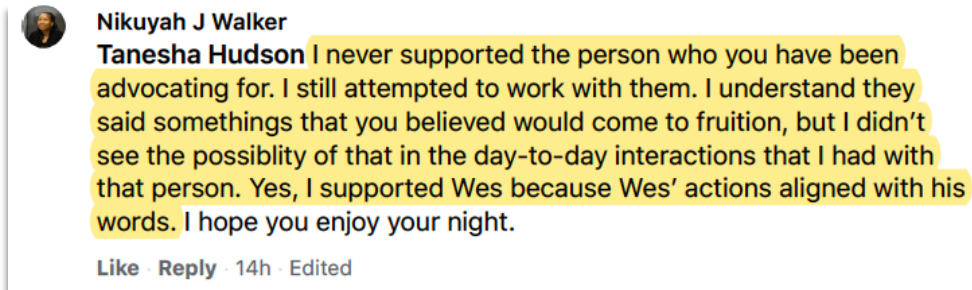 Nikuyah J Walker
Tanesha Hudson I never supported the person who you have been
advocating for. I still attempted to work with them. I understand they
said somethings that you believed would come to fruition, but I didn’t
see the possiblity of that in the day-to-day interactions that I had with
that person. Yes, I supported Wes because Wes’ actions aligned with his
words. I hope you enjoy your night.
Like · Reply · 14h · Edited